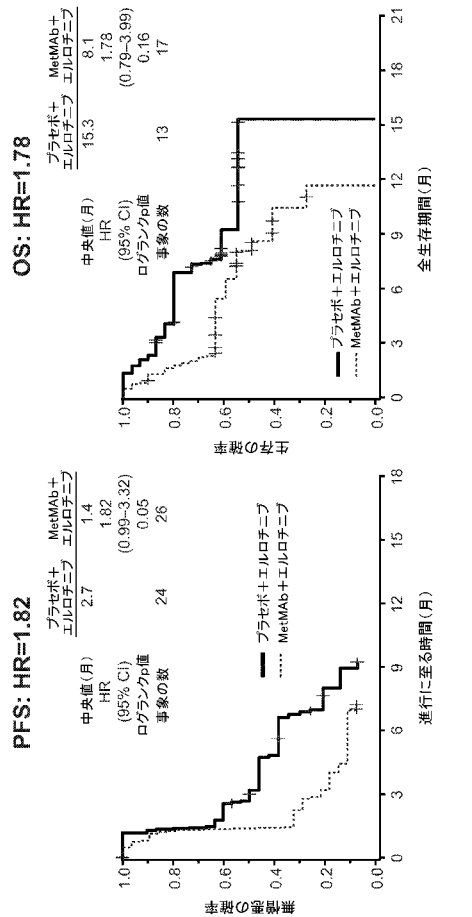 PFS: HR=1.82
プラセボ+
エルロチニブ
MetMAb+
エルロチニブ
中央値(月)
2.7
1.4
HR
1.82
(95% CI)
(0.99–3.32)
ログランクp値
0.05
事象の数
24
26
無憎悪の確率
1.0
0.8
0.6
0.4
0.2
0.0
プラセボ+エルロチニブ
MetMAb+エルロチニブ
0
3
6
9
12
15
18
進行に至る時間(月)
OS: HR=1.78
プラセボ+
エルロチニブ
MetMAb+
エルロチニブ
中央値(月)
15.3
8.1
HR
1.78
(95% CI)
(0.79–3.99)
ログランクp値
0.16
事象の数
13
17
生存の確率
1.0
0.8
0.6
0.4
0.2
0.0
プラセボ+エルロチニブ
MetMAb+エルロチニブ
0
3
6
9
12
15
18
21
全生存期間(月)